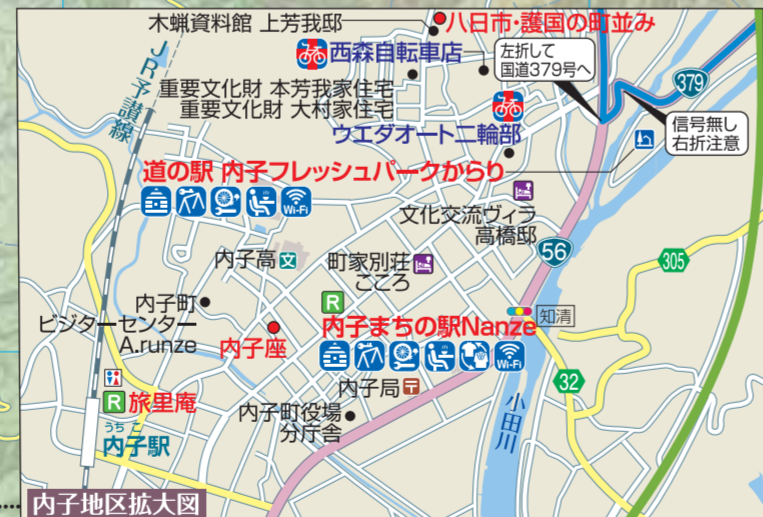 木蝋資料館 上芳我邸
八日市・護国の町並み
西森自転車店
左折して
国道379号へ
379
JR予讃線
重要文化財 本芳我家住宅
重要文化財 大村家住宅
ウエダオート二輪部
信号無し
右折注意
道の駅 内子フレッシュパークからり
Wi-Fi
文化交流ヴィラ
高橋邸
56
内子高
文
町家別荘
こころ
305
内子町
ビジターセンター
A.runze
R
内子座
内子まちの駅Nanze
知清
Wi-Fi
32
内子局
〒
小田川
R
旅里庵
内子町役場
分庁舎
うちこ
内子駅
内子地区拡大図